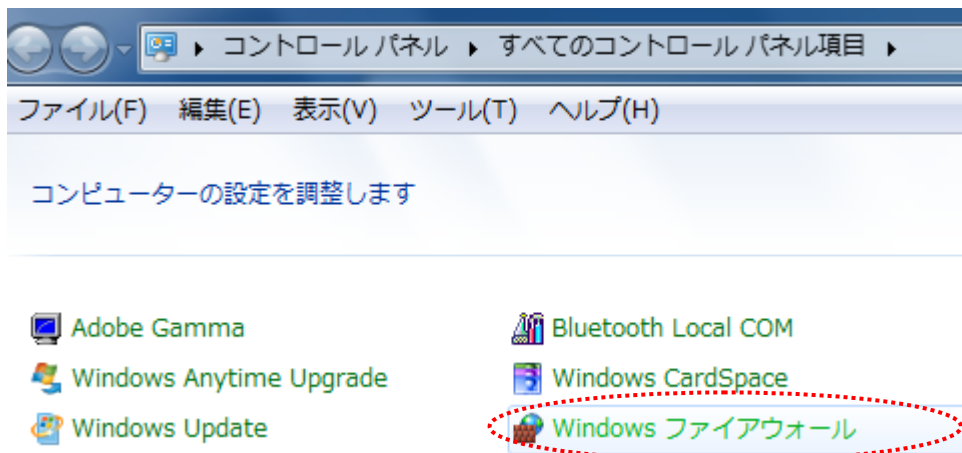 コントロール パネル ▸ すべてのコントロール パネル項目 ▸
ファイル(F) 編集(E) 表示(V) ツール(T) ヘルプ(H)
コンピューターの設定を調整します
Adobe Gamma Bluetooth Local COM
Windows Anytime Upgrade Windows CardSpace
Windows Update Windows ファイアウォール